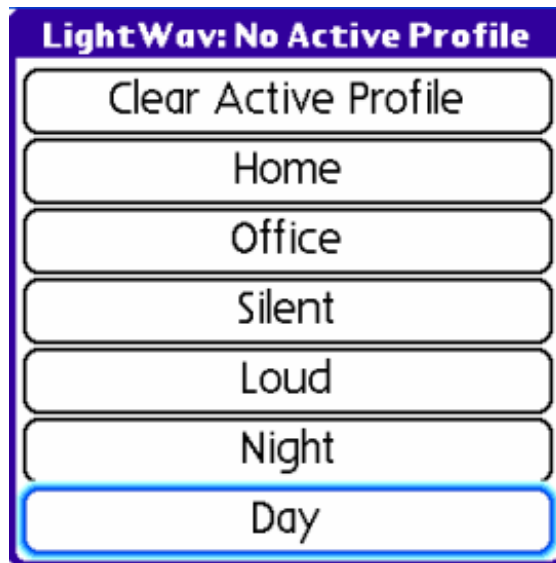 LightWav: No Active Profile
Clear Active Profile
Home
Office
Silent
Loud
Night
Day